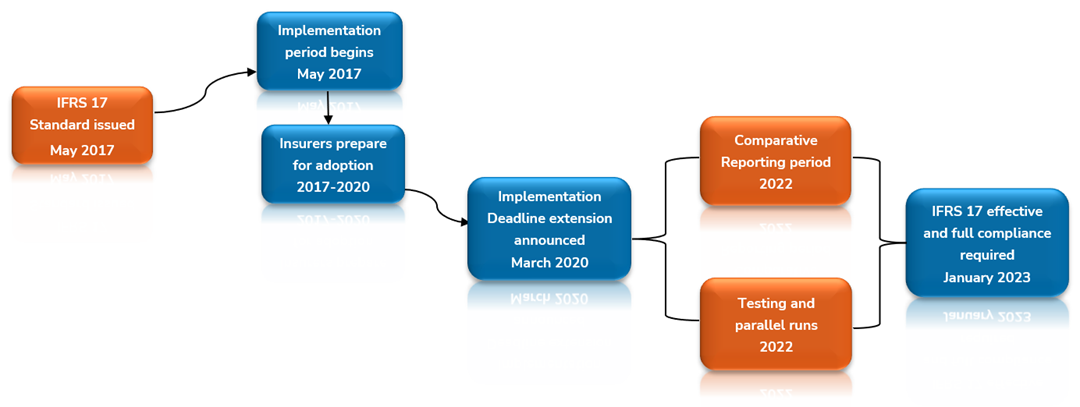 IFRS 17
Standard issued
May 2017
Implementation
period begins
May 2017
Insurers prepare
for adoption
2017-2020
Implementation
Deadline extension
announced
March 2020
Comparative
Reporting period
2022
Testing and
parallel runs
2022
IFRS 17 effective
and full compliance
required
January 2023